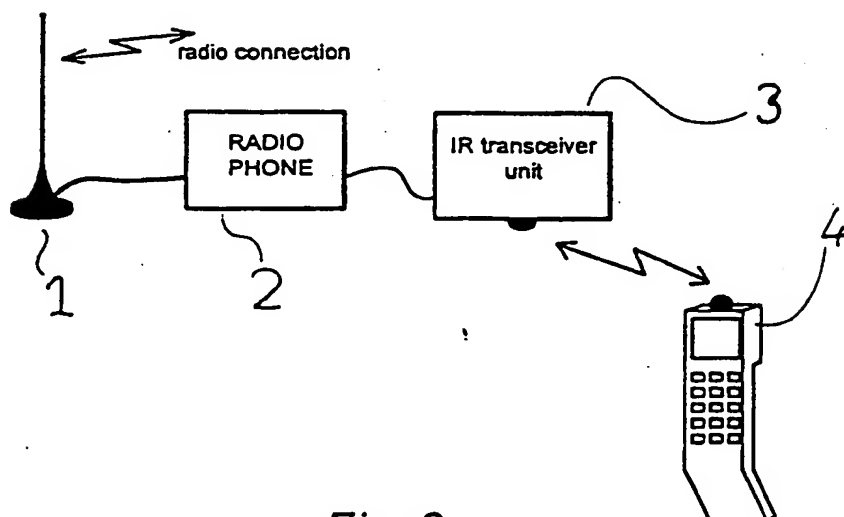 radio connection
RADIO
PHONE
IR transceiver
unit
3
1
2
4